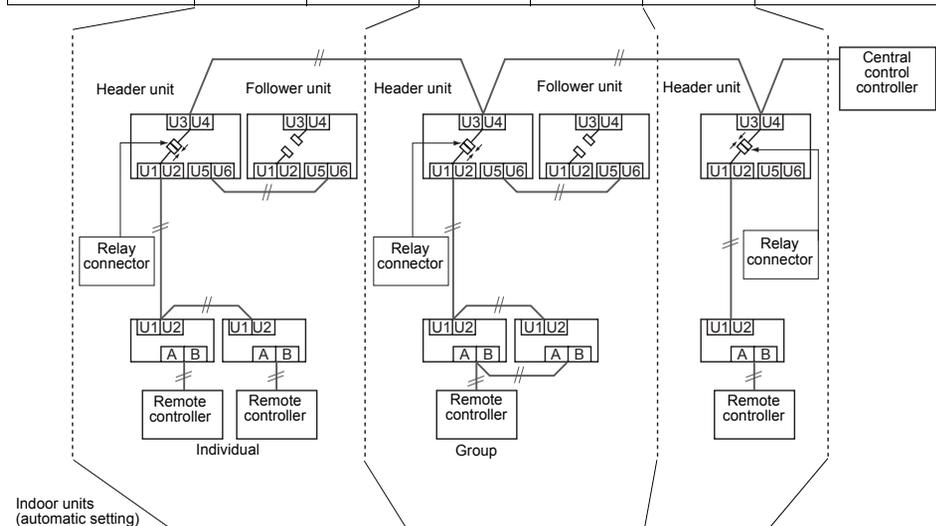 Central
control
controller
Header unit
Follower unit
Header unit
Follower unit
Header unit
U3 U4
U3 U4
U3 U4
U3 U4
U3 U4
U1 U2 U5 U6
U1 U2 U5 U6
U1 U2 U5 U6
U1 U2 U5 U6
U1 U2 U5 U6
Relay
connector
Relay
connector
Relay
connector
U1 U2
U1 U2
U1 U2
U1 U2
U1 U2
A B
A B
A B
A B
A B
Remote
controller
Remote
controller
Remote
controller
Remote
controller
Individual
Group
Indoor units
(automatic setting)